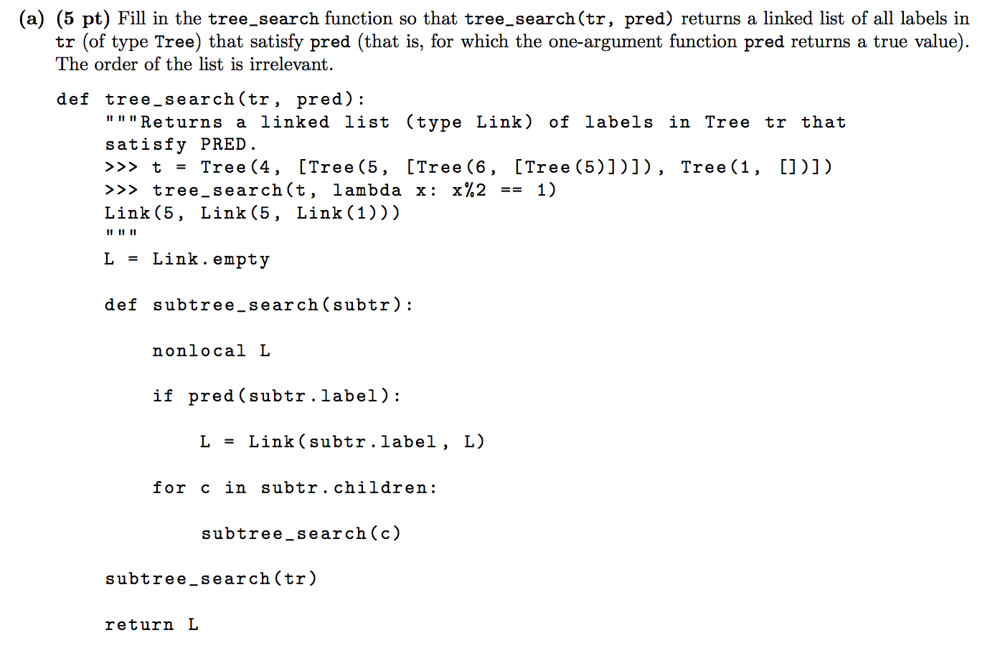 (a) (5 pt) Fill in the tree_search function so that tree_search(tr, pred) returns a linked list of all labels in
tr (of type Tree) that satisfy pred (that is, for which the one-argument function pred returns a true value).
The order of the list is irrelevant.
def tree_search(tr, pred):
    """Returns a linked list (type Link) of labels in Tree tr that
    satisfy PRED.
    >>> t = Tree(4, [Tree(5, [Tree(6, [Tree(5)])]), Tree(1, [])])
    >>> tree_search(t, lambda x: x%2 == 1)
    Link(5, Link(5, Link(1)))
    """
    L = Link.empty
    def subtree_search(subtr):
        nonlocal L
        if pred(subtr.label):
            L = Link(subtr.label, L)
        for c in subtr.children:
            subtree_search(c)
    subtree_search(tr)
    return L